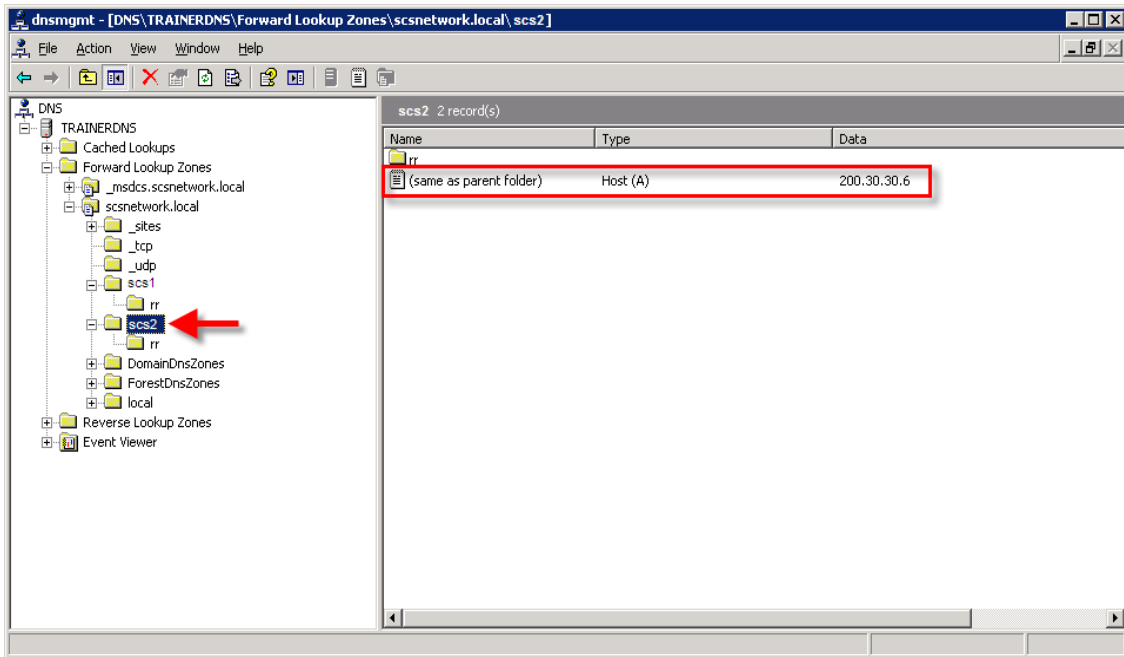 dnsmgmt - [DNS\TRAINERDNS\Forward Lookup Zones\scsnetwork.local\scs2]
File Action View Window Help
DNS
TRAINERDNS
Cached Lookups
Forward Lookup Zones
_msdcs.scsnetwork.local
scsnetwork.local
_sites
_tcp
_udp
scs1
rr
scs2
rr
DomainDnsZones
ForestDnsZones
local
Reverse Lookup Zones
Event Viewer
scs2 2 record(s)
Name Type Data
rr
(same as parent folder) Host (A) 200.30.30.6